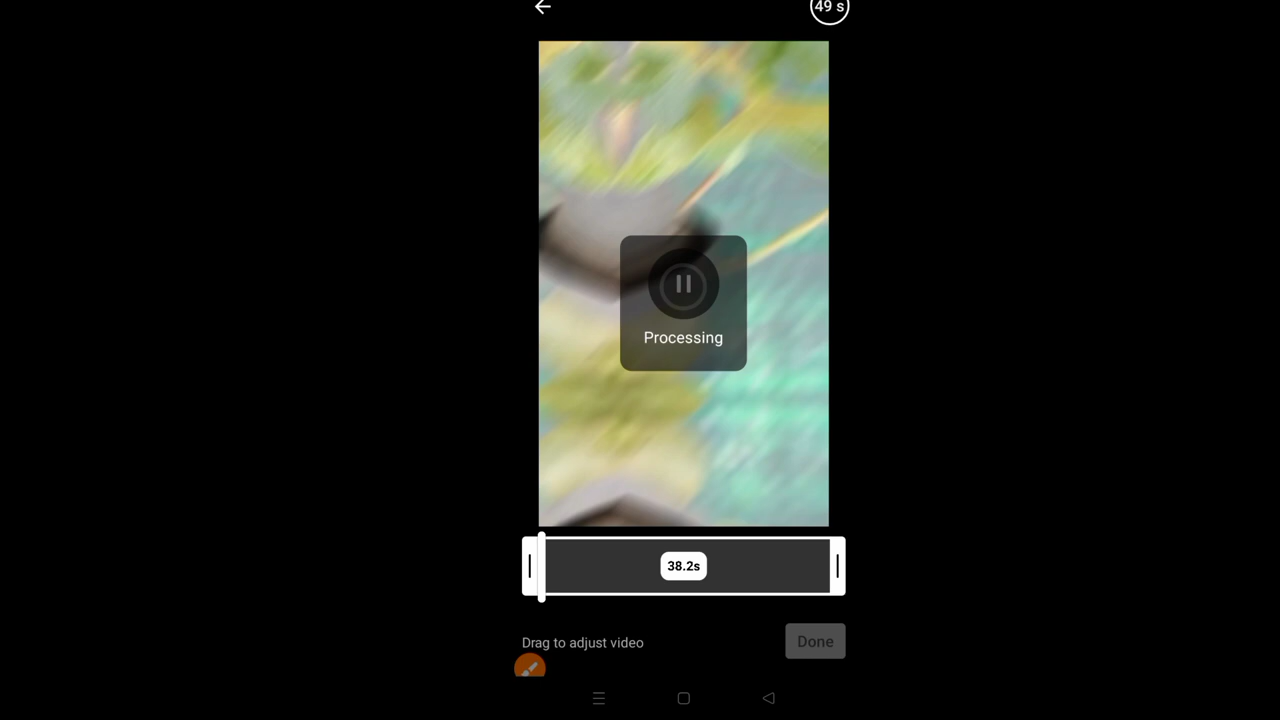 49 s
Processing
38.2s
Drag to adjust video
Done